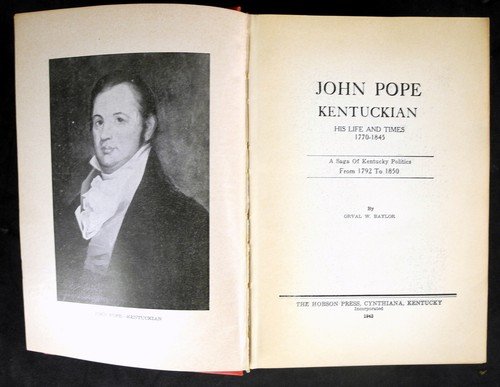 JOHN POPE, KENTUCKIAN
JOHN POPE
KENTUCKIAN
HIS LIFE AND TIMES
1770-1845
A Saga Of Kentucky Politics
From 1792 To 1850
By
ORVAL W. BAYLOR
THE HOBSON PRESS, CYNTHIANA, KENTUCKY
Incorporated
1943